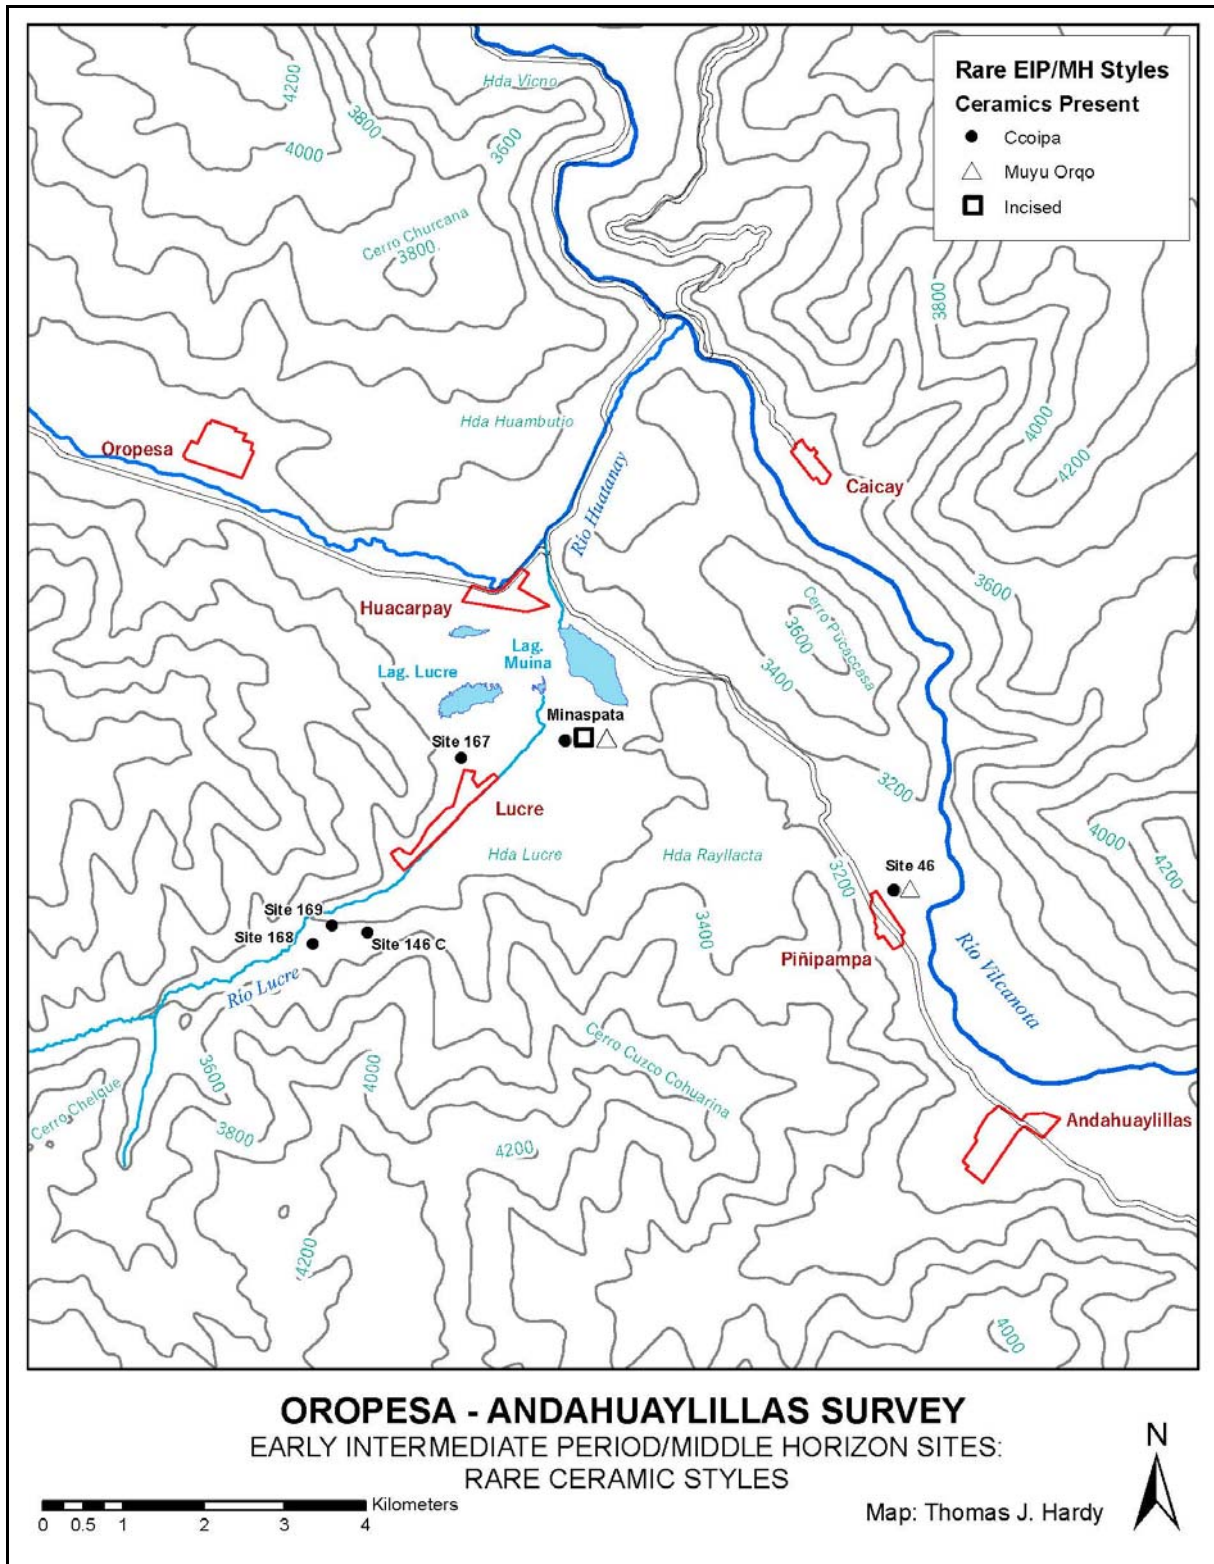 Rare EIP/MH Styles
Ceramics Present
Ccoipa
Muyu Orqo
Incised
Hda Vicno
4200
3800
4000
3600
Cerro Churcana
3800
3800
4000
4200
Hda Huambutio
Oropesa
Caicay
Río Huatanay
3600
Huacarpay
Cerro Pucaccasa
3600
3400
Lag. Muina
Lag. Lucre
Minaspata
Site 167
Lucre
3200
Hda Lucre
Hda Rayllacta
4000
4200
3200
Site 46
Site 169
Site 168
Site 146 C
3400
Piñipampa
Río Vilcanota
Río Lucre
Cerro Cuzco Cohuarina
3600
4000
Cerro Chelque
3800
4200
Andahuaylillas
4200
4000
OROPESA - ANDAHUAYLILLAS SURVEY
EARLY INTERMEDIATE PERIOD/MIDDLE HORIZON SITES:
RARE CERAMIC STYLES
N
Kilometers
0 0.5 1 2 3 4
Map: Thomas J. Hardy